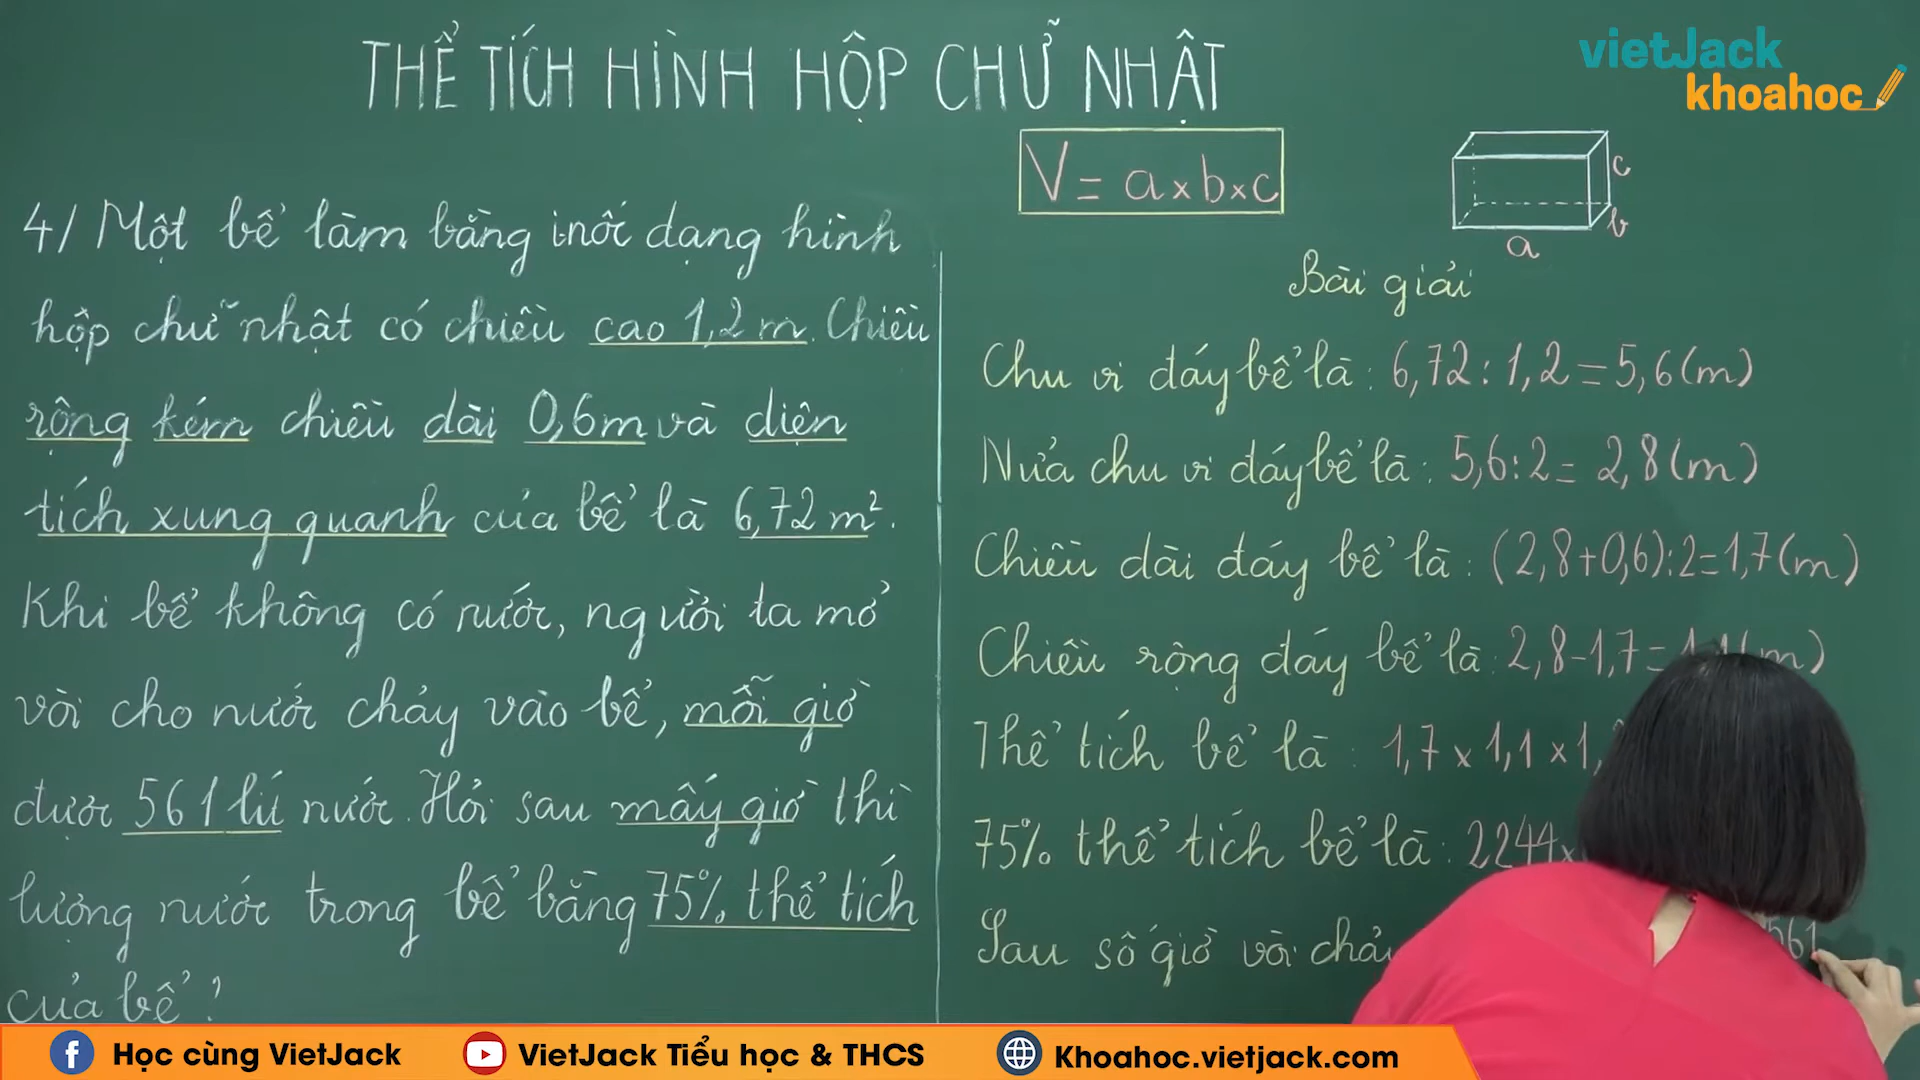 THỂ TÍCH HÌNH HỘP CHỮ NHẬT
vietJack
khoahoc
V = a x b x c
c
b
a
4/ Một bể làm bằng inốc dạng hình
hộp chữ nhật có chiều cao 1,2 m. Chiều
rộng kém chiều dài 0,6m và diện
tích xung quanh của bể là 6,72 m².
Khi bể không có nước, người ta mở
vòi cho nước chảy vào bể, mỗi giờ
được 561 lít nước. Hỏi sau mấy giờ thì
lượng nước trong bể bằng 75% thể tích
của bể?
Bài giải
Chu vi đáy bể là: 6,72 : 1,2 = 5,6 (m)
Nửa chu vi đáy bể là: 5,6 : 2 = 2,8 (m)
Chiều dài đáy bể là: (2,8 + 0,6) : 2 = 1,7 (m)
Chiều rộng đáy bể là: 2,8 - 1,7 = m)
Thể tích bể là: 1,7 x 1,1 x 1,
75% thể tích bể là: 2244 x
Sau số giờ vòi 561
Học cùng VietJack
VietJack Tiểu học & THCS
Khoahoc.vietjack.com